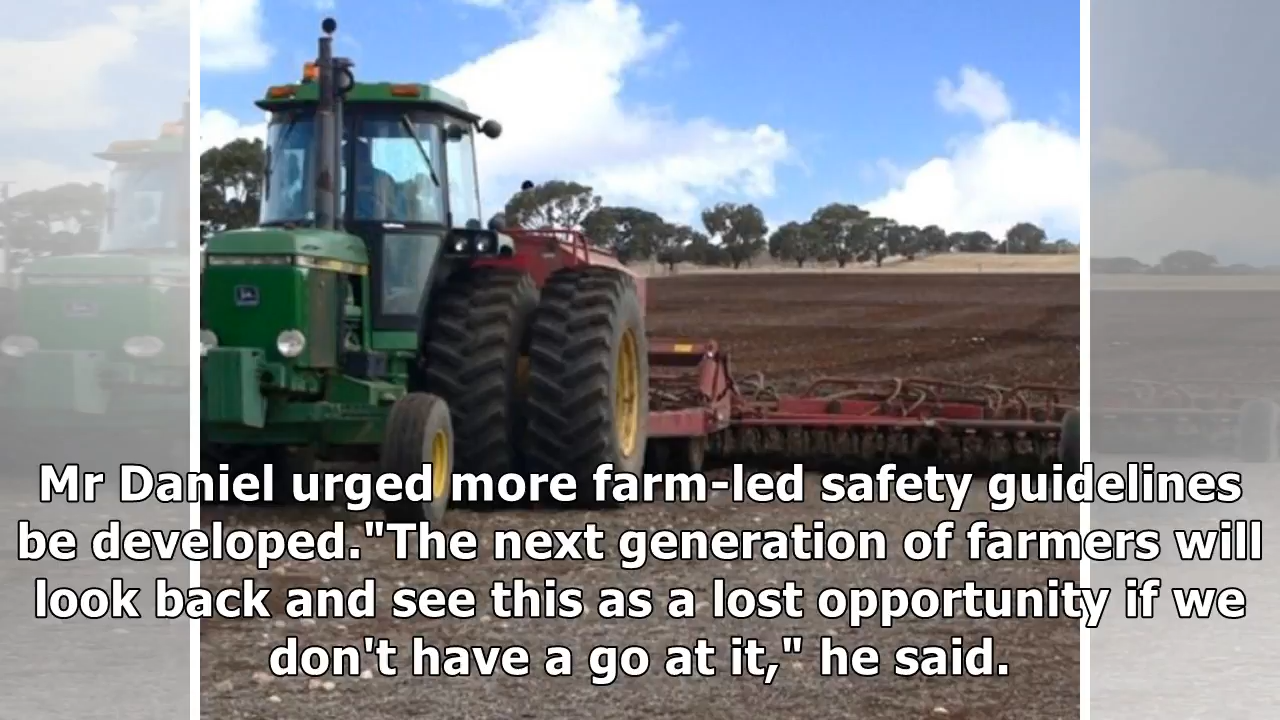 Mr Daniel urged more farm-led safety guidelines
be developed."The next generation of farmers will
look back and see this as a lost opportunity if we
don't have a go at it," he said.